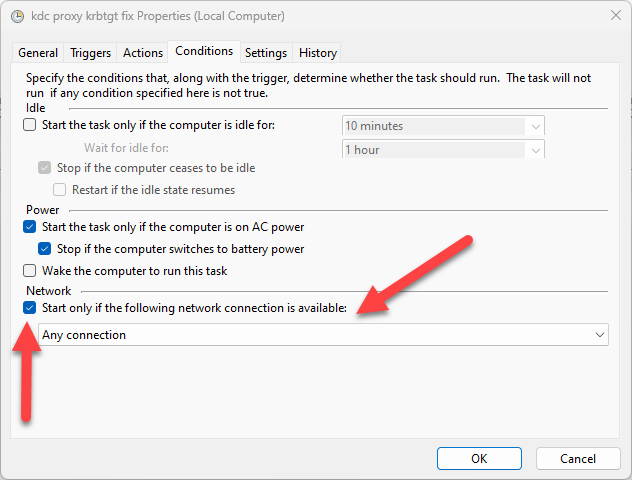 kdc proxy krbtgt fix Properties (Local Computer)
General Triggers Actions Conditions Settings History
Specify the conditions that, along with the trigger, determine whether the task should run. The task will not
run if any condition specified here is not true.
Idle
Start the task only if the computer is idle for: 10 minutes
Wait for idle for: 1 hour
Stop if the computer ceases to be idle
Restart if the idle state resumes
Power
Start the task only if the computer is on AC power
Stop if the computer switches to battery power
Wake the computer to run this task
Network
Start only if the following network connection is available:
Any connection
OK Cancel